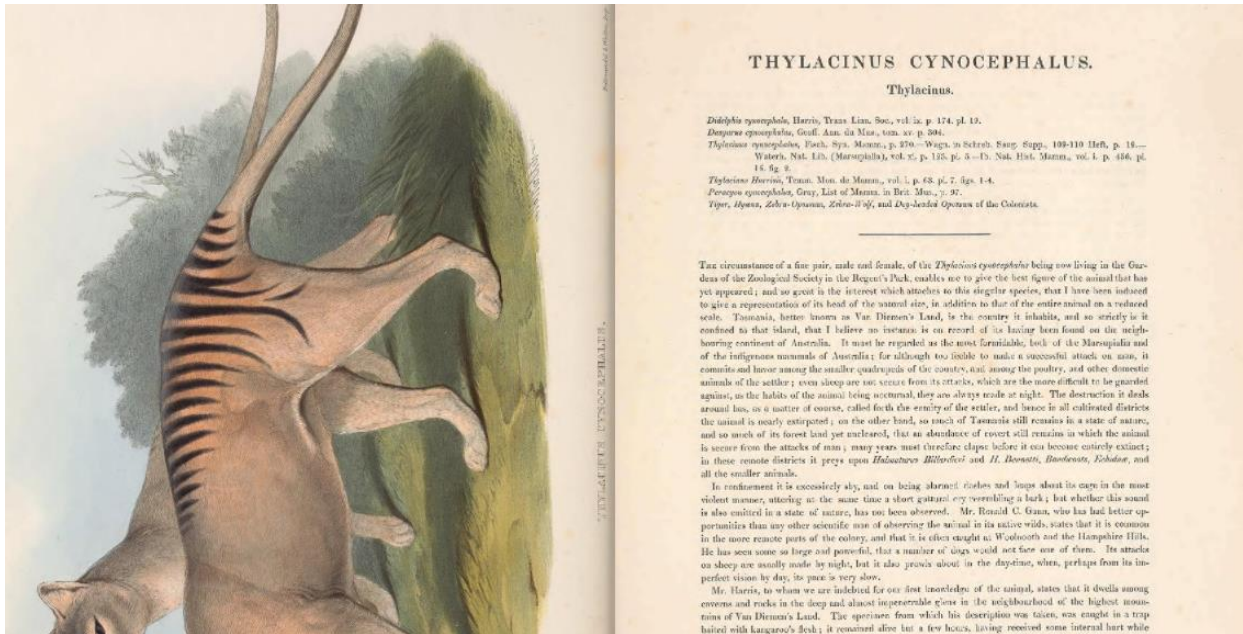 THYLACINUS CYNOCEPHALUS.
THYLACINUS CYNOCEPHALUS.
Thylacinus.
Didelphis cynocephala, Harris, Trans. Linn. Soc., vol. ix. p. 174. pl. 19.
Dasyurus cynocephalus, Geoff. Ann. du Mus., tom. xv. p. 304.
Thylacinus cynocephalus, Fisch. Syn. Mamm., p. 270.—Wagn. in Schreb. Saug. Supp., 109-110 Heft, p. 18.—
Waterh. Nat. Lib. (Marsupialia), vol. xi. p. 123. pl. 5.—Ib. Nat. Hist. Mamm., vol. i. p. 456. pl.
16. fig. 2.
Thylacinus Harrisii, Temm. Mon. de Mamm., vol. i. p. 63. pl. 7. figs. 1-4.
Paracyon cynocephalus, Gray, List of Mamm. in Brit. Mus., p. 97.
Tiger, Hyæna, Zebra-Opossum, Zebra-Wolf, and Dog-headed Opossum of the Colonists.
THE circumstance of a fine pair, male and female, of the Thylacinus cynocephalus being now living in the Gar-
dens of the Zoological Society in the Regent's Park, enables me to give the best figure of the animal that has
yet appeared; and so great is the interest which attaches to this singular species, that I have been induced
to give a representation of its head of the natural size, in addition to that of the entire animal on a reduced
scale. Tasmania, better known as Van Diemen's Land, is the country it inhabits, and so strictly is it
confined to that island, that I believe no instance is on record of its having been found on the neigh-
bouring continent of Australia. It must be regarded as the most formidable, both of the Marsupialia and
of the indigenous mammals of Australia; for although too feeble to make a successful attack on man, it
commits sad havoc among the smaller quadrupeds of the country, and among the poultry, and other domestic
animals of the settler; even sheep are not secure from its attacks, which are the more difficult to be guarded
against, as the habits of the animal being nocturnal, they are always made at night. The destruction it deals
around has, as a matter of course, called forth the enmity of the settler, and hence in all cultivated districts
the animal is nearly extirpated; on the other hand, so much of Tasmania still remains in a state of nature,
and so much of its forest land yet uncleared, that an abundance of covert still remains in which the animal
is secure from the attacks of man; many years must therefore elapse before it can become entirely extinct;
in these remote districts it preys upon Halmaturus Billardieri and H. Bennetti, Bandicoots, Echidnæ, and
all the smaller animals.
In confinement it is excessively shy, and on being alarmed dashes and leaps about its cage in the most
violent manner, uttering at the same time a short guttural cry resembling a bark; but whether this sound
is also emitted in a state of nature, has not been observed. Mr. Ronald C. Gunn, who has had better op-
portunities than any other scientific man of observing the animal in its native wilds, states that it is common
in the more remote parts of the colony, and that it is often caught at Woolnooth and the Hampshire Hills.
He has seen some so large and powerful, that a number of dogs would not face one of them. Its attacks
on sheep are usually made by night, but it also prowls about in the day-time, when, perhaps from its im-
perfect vision by day, its pace is very slow.
Mr. Harris, to whom we are indebted for our first knowledge of the animal, states that it dwells among
caverns and rocks in the deep and almost impenetrable glens in the neighbourhood of the highest moun-
tains of Van Diemen's Land. The specimen from which his description was taken, was caught in a trap
baited with kangaroo's flesh; it remained alive but a few hours, having received some internal hurt while